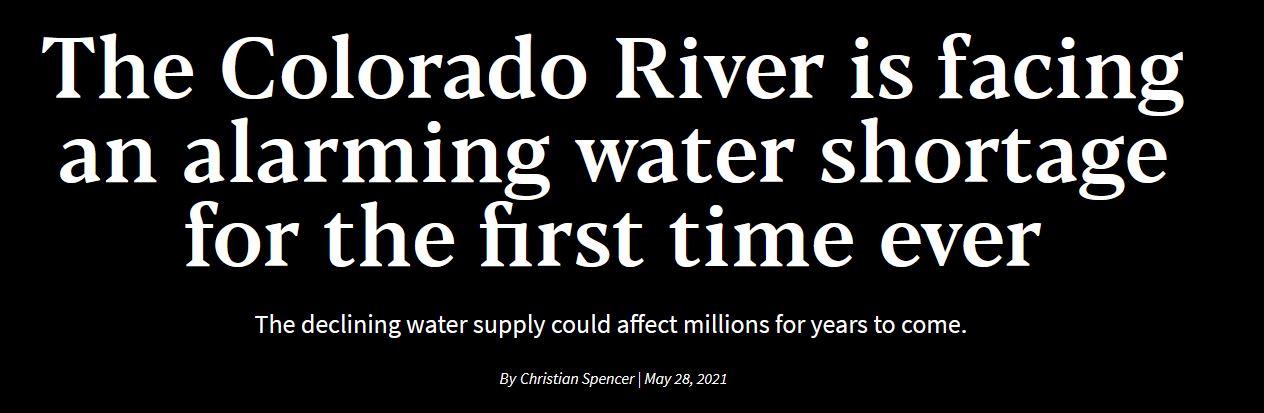 The Colorado River is facing
an alarming water shortage
for the first time ever
The declining water supply could affect millions for years to come.
By Christian Spencer | May 28, 2021